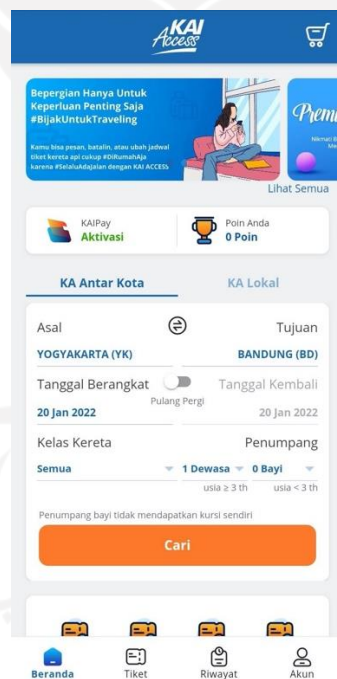 KAI
Access
Bepergian Hanya Untuk
Keperluan Penting Saja
#BijakUntukTraveling
Kamu bisa pesan, batalin, atau ubah jadwal
tiket kereta api cukup #DiRumahAja
karena #SelaluAdajalan dengan KAI ACCESS
Prem
Nikmati B
Me
Lihat Semua
KAIPay
Aktivasi
Poin Anda
0 Poin
KA Antar Kota
KA Lokal
Asal
Tujuan
YOGYAKARTA (YK)
BANDUNG (BD)
Tanggal Berangkat
Tanggal Kembali
Pulang Pergi
20 Jan 2022
20 Jan 2022
Kelas Kereta
Penumpang
Semua
1 Dewasa
0 Bayi
usia ≥ 3 th
usia < 3 th
Penumpang bayi tidak mendapatkan kursi sendiri
Cari
Beranda
Tiket
Riwayat
Akun